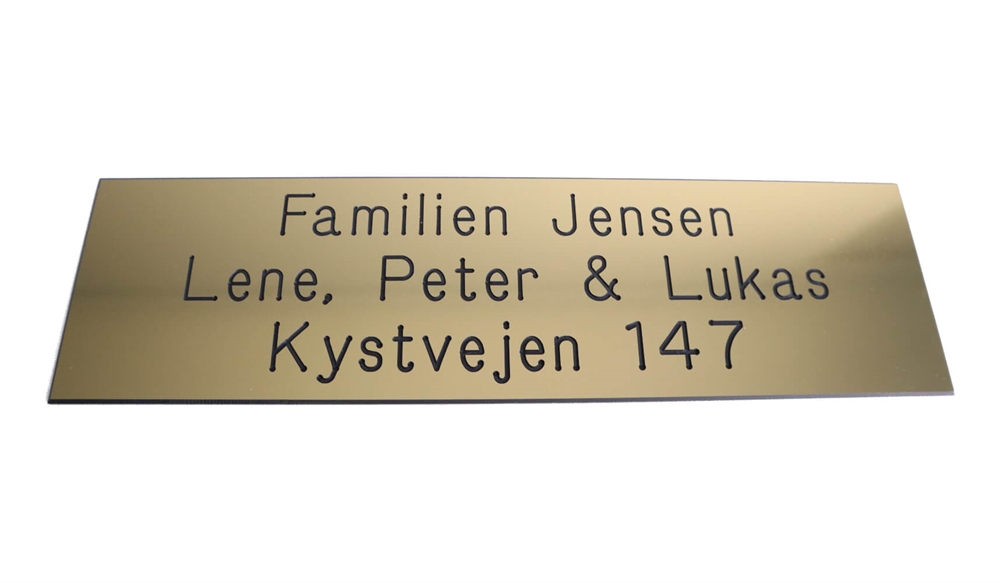 Familien Jensen
Lene, Peter & Lukas
Kystvejen 147